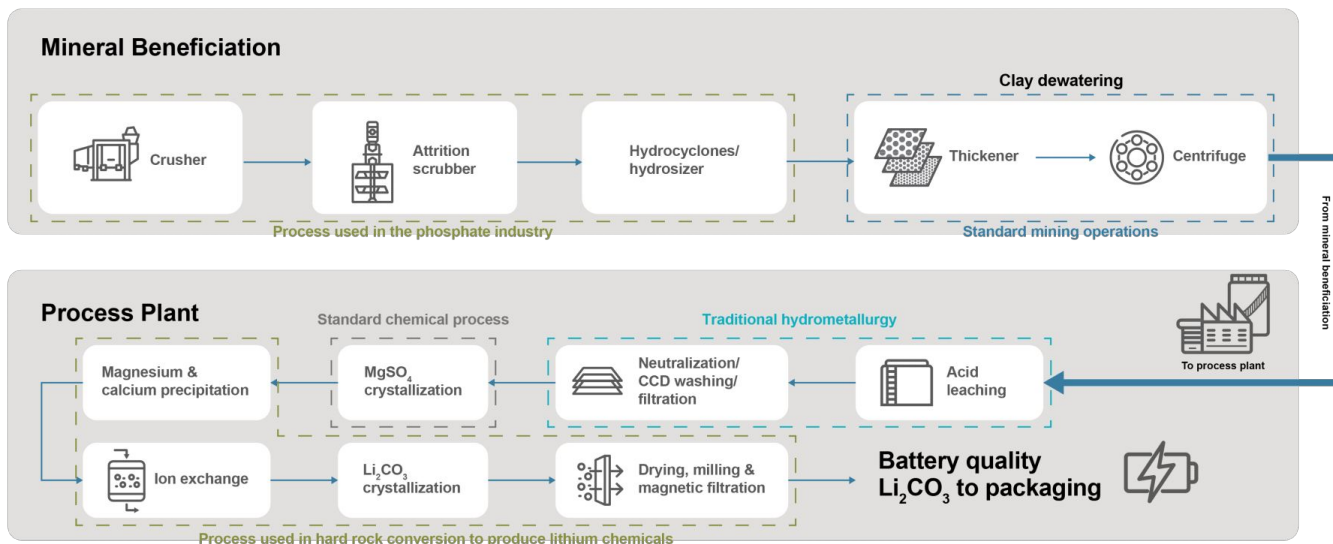 Mineral Beneficiation
Clay dewatering
Crusher
Attrition
scrubber
Hydrocyclones/
hydrosizer
Thickener
Centrifuge
Process used in the phosphate industry
Standard mining operations
From mineral beneficiation
Process Plant
Standard chemical process
Traditional hydrometallurgy
To process plant
Magnesium &
calcium precipitation
MgSO₄
crystallization
Neutralization/
CCD washing/
filtration
Acid
leaching
Ion exchange
Li₂CO₃
crystallization
Drying, milling &
magnetic filtration
Battery quality
Li₂CO₃ to packaging
Process used in hard rock conversion to produce lithium chemicals